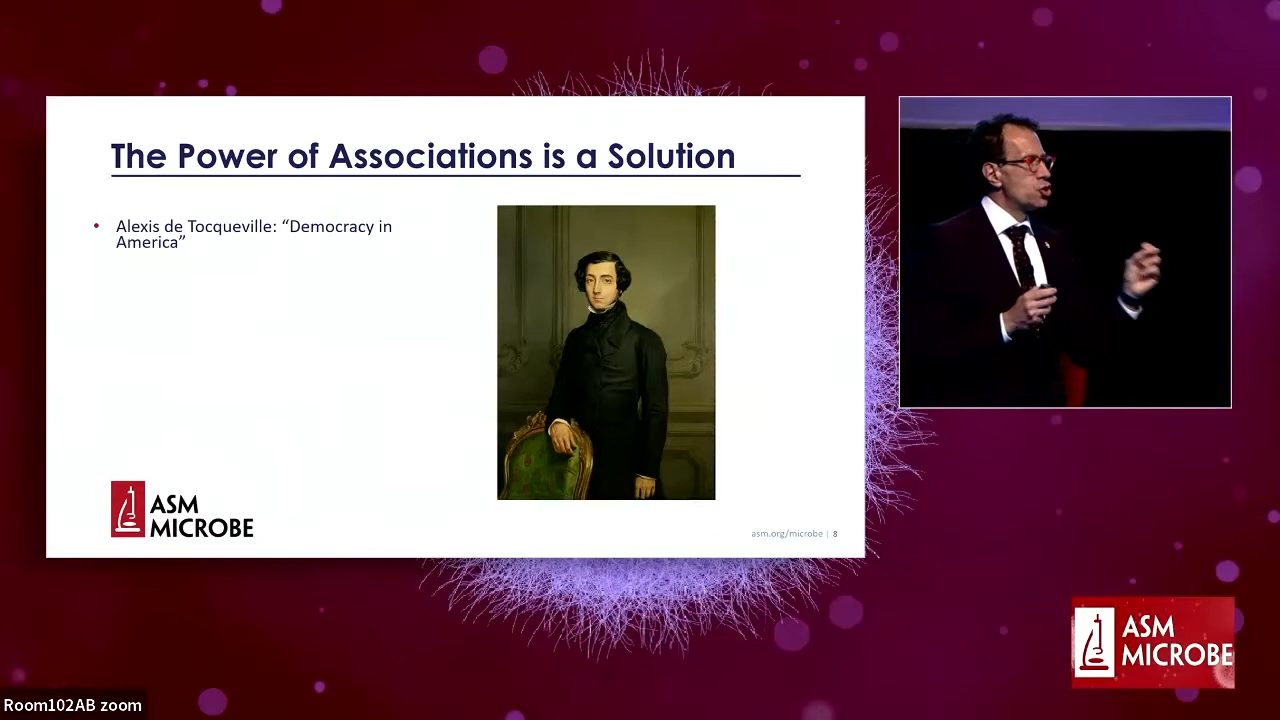 The Power of Associations is a Solution
• Alexis de Tocqueville: “Democracy in
America”
ASM
MICROBE
asm.org/microbe | 8
ASM
MICROBE
Room102AB zoom